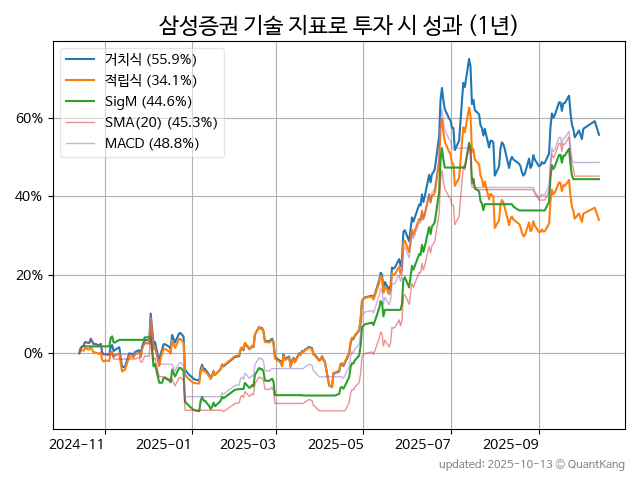 삼성증권 기술 지표로 투자 시 성과 (1년)
거치식 (55.9%)
적립식 (34.1%)
SigM (44.6%)
SMA(20) (45.3%)
MACD (48.8%)
60%
40%
20%
0%
2024-11 2025-01 2025-03 2025-05 2025-07 2025-09
updated: 2025-10-13 © QuantKang